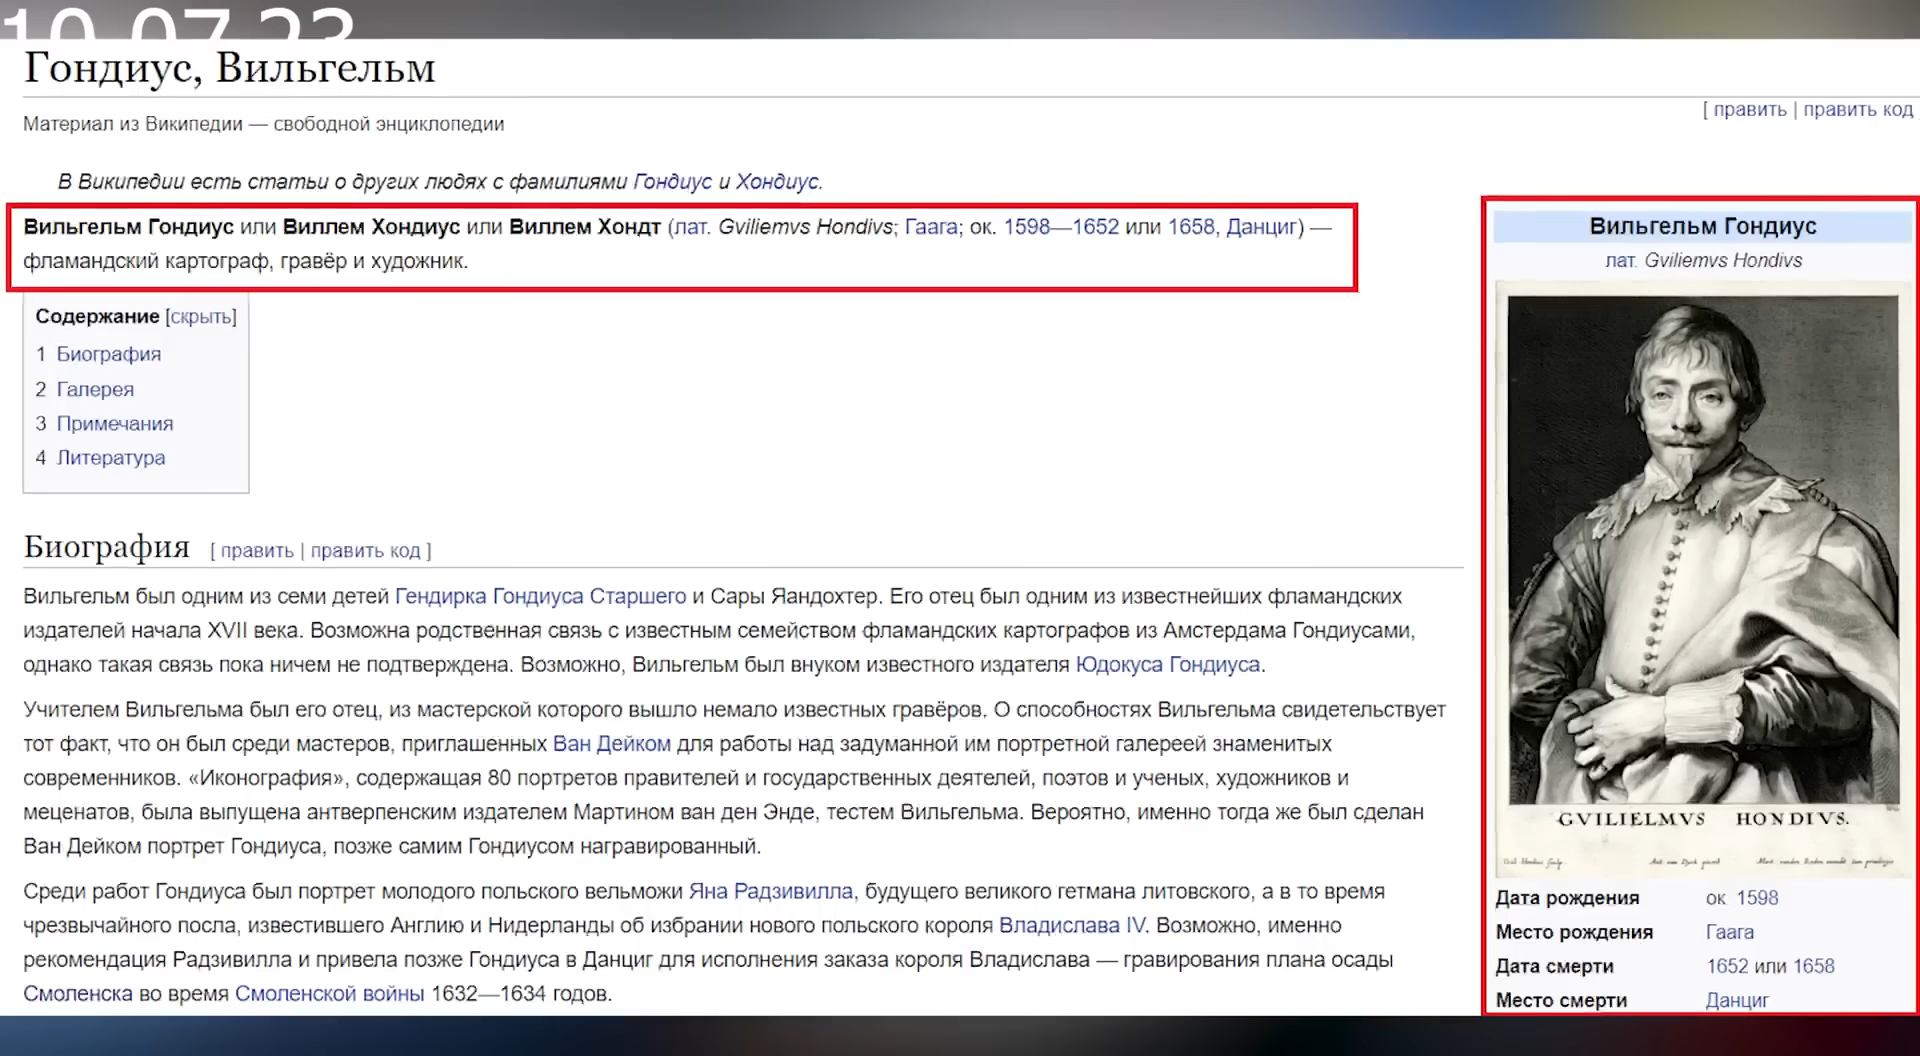 10.07.23
Гондиус, Вильгельм
[ править | править код
Материал из Википедии — свободной энциклопедии
В Википедии есть статьи о других людях с фамилиями Гондиус и Хондиус.
Вильгельм Гондиус или Виллем Хондиус или Виллем Хондт (лат. Gviliemvs Hondivs; Гаага; ок. 1598—1652 или 1658, Данциг) —
фламандский картограф, гравёр и художник.
Содержание [скрыть]
1 Биография
2 Галерея
3 Примечания
4 Литература
Биография [ править | править код ]
Вильгельм был одним из семи детей Гендирка Гондиуса Старшего и Сары Яандохтер. Его отец был одним из известнейших фламандских
издателей начала XVII века. Возможна родственная связь с известным семейством фламандских картографов из Амстердама Гондиусами,
однако такая связь пока ничем не подтверждена. Возможно, Вильгельм был внуком известного издателя Юдокуса Гондиуса.
Учителем Вильгельма был его отец, из мастерской которого вышло немало известных гравёров. О способностях Вильгельма свидетельствует
тот факт, что он был среди мастеров, приглашенных Ван Дейком для работы над задуманной им портретной галереей знаменитых
современников. «Иконография», содержащая 80 портретов правителей и государственных деятелей, поэтов и ученых, художников и
меценатов, была выпущена антверпенским издателем Мартином ван ден Энде, тестем Вильгельма. Вероятно, именно тогда же был сделан
Ван Дейком портрет Гондиуса, позже самим Гондиусом награвированный.
Среди работ Гондиуса был портрет молодого польского вельможи Яна Радзивилла, будущего великого гетмана литовского, а в то время
чрезвычайного посла, известившего Англию и Нидерланды об избрании нового польского короля Владислава IV. Возможно, именно
рекомендация Радзивилла и привела позже Гондиуса в Данциг для исполнения заказа короля Владислава — гравирования плана осады
Смоленска во время Смоленской войны 1632—1634 годов.
Вильгельм Гондиус
лат. Gviliemvs Hondivs
GVILIELMVS HONDIVS.
Дата рождения ок 1598
Место рождения Гаага
Дата смерти 1652 или 1658
Место смерти Данциг